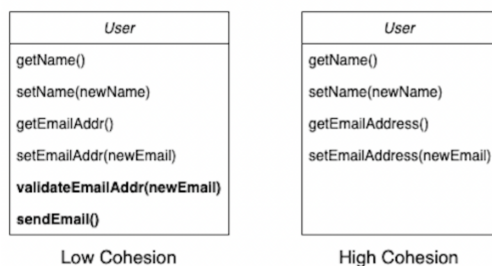 User
getName()
setName(newName)
getEmailAddr()
setEmailAddr(newEmail)
validateEmailAddr(newEmail)
sendEmail()
Low Cohesion
User
getName()
setName(newName)
getEmailAddress()
setEmailAddress(newEmail)
High Cohesion